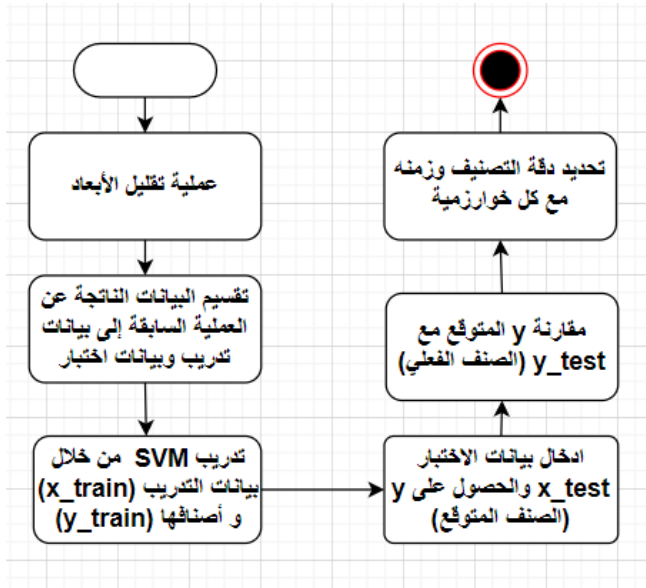 عملية تقليل الأبعاد
تقسيم البيانات الناتجة عن
العملية السابقة إلى بيانات
تدريب وبيانات اختبار
تدريب SVM من خلال
بيانات التدريب (x_train)
و أصنافها (y_train)
ادخال بيانات الاختبار
x_test والحصول على y
(الصنف المتوقع)
مقارنة y المتوقع مع
y_test (الصنف الفعلي)
تحديد دقة التصنيف وزمنه
مع كل خوارزمية